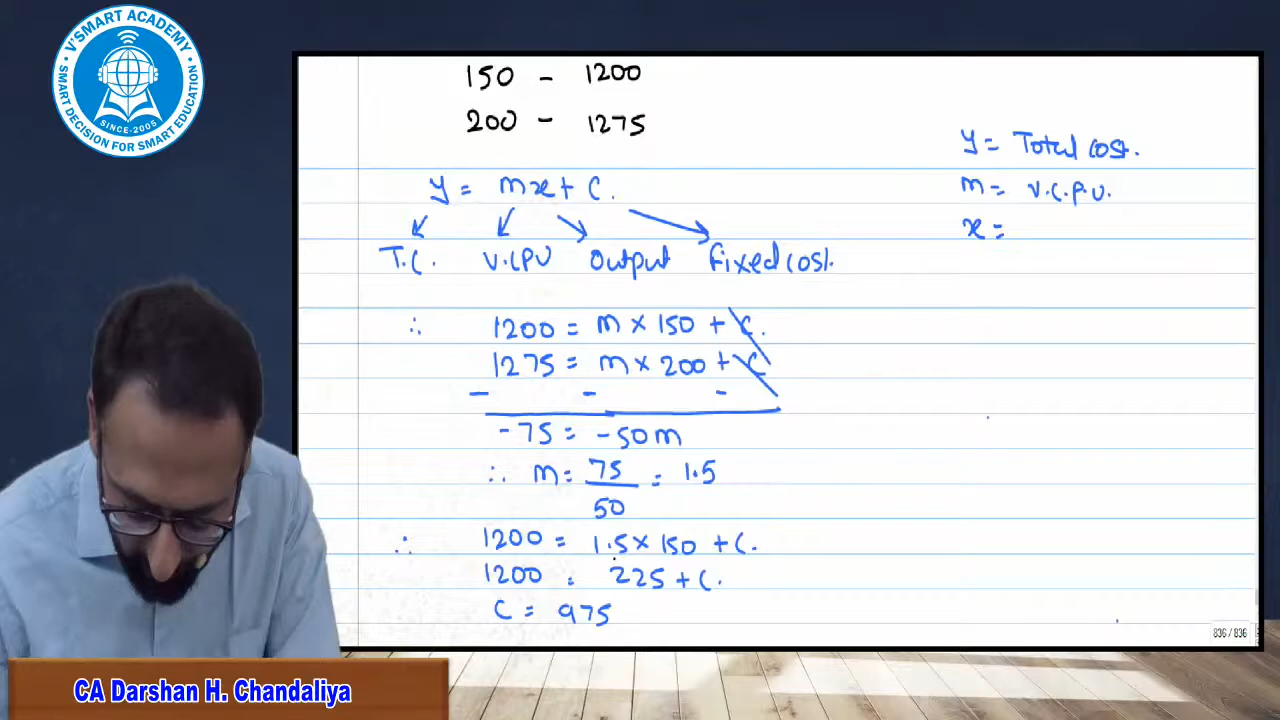 V'SMART ACADEMY
SMART DECISION FOR SMART EDUCATION
SINCE-2005
150 - 1200
200 - 1275
y = mx + C.
T.C. V.CPU Output Fixed Cost.
∴ 1200 = m × 150 + C.
1275 = m × 200 + C
- - -
-75 = -50m
∴ m = 75/50 = 1.5
∴ 1200 = 1.5 × 150 + C.
1200 = 225 + C.
C = 975
y = Total cost.
m = V.C.P.U.
x =
836 / 836
CA Darshan H. Chandaliya